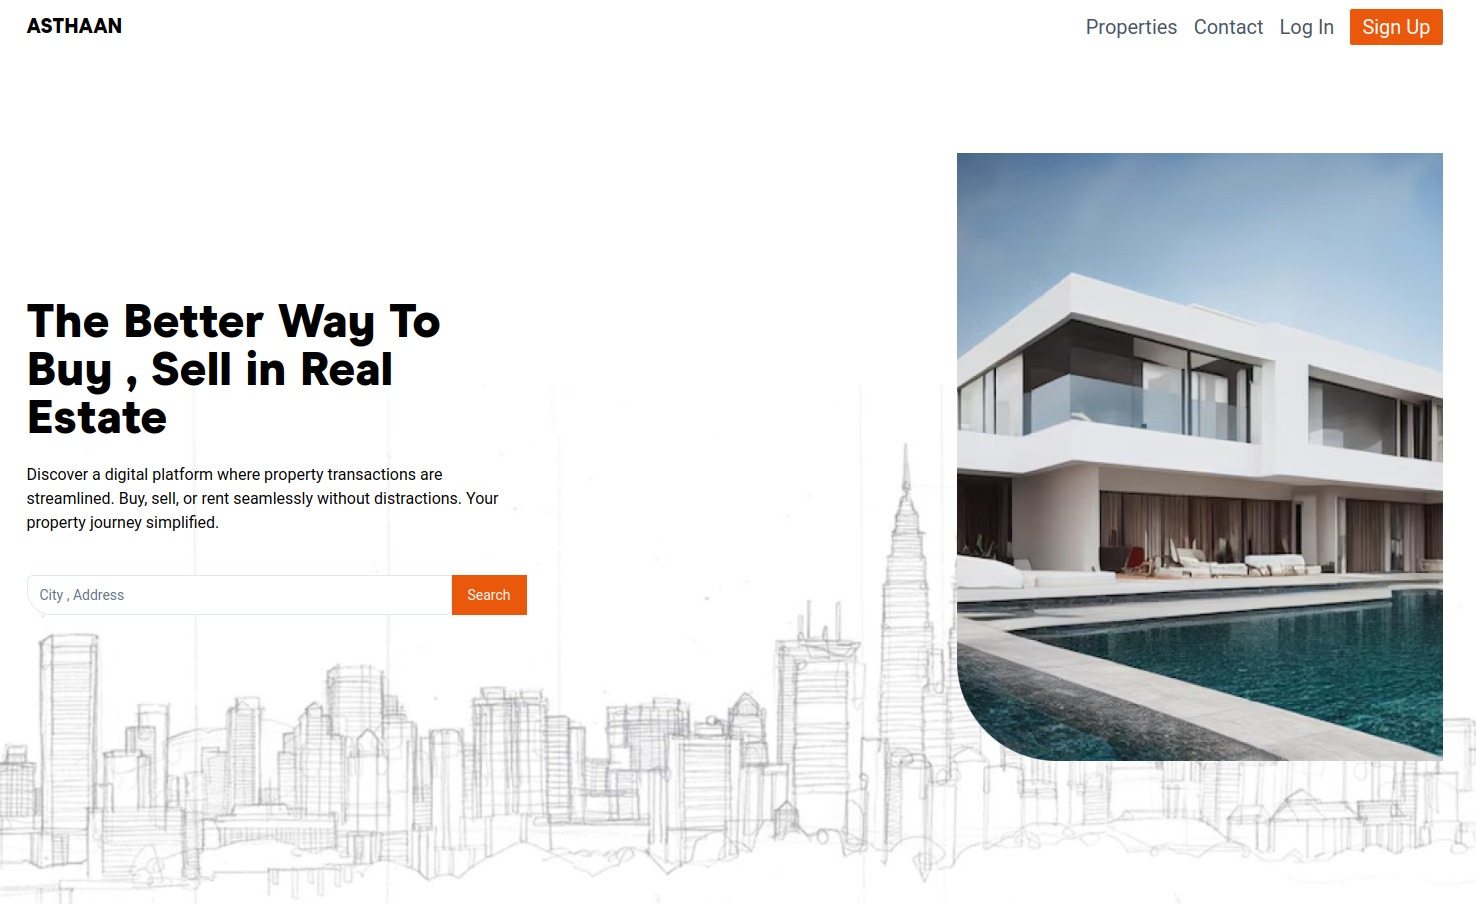 ASTHAAN
Properties Contact Log In Sign Up
The Better Way To
Buy , Sell in Real
Estate
Discover a digital platform where property transactions are
streamlined. Buy, sell, or rent seamlessly without distractions. Your
property journey simplified.
City , Address Search